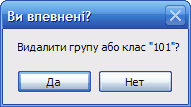 Ви впевнені?
Видалити групу або клас "101"?
Да
Нет